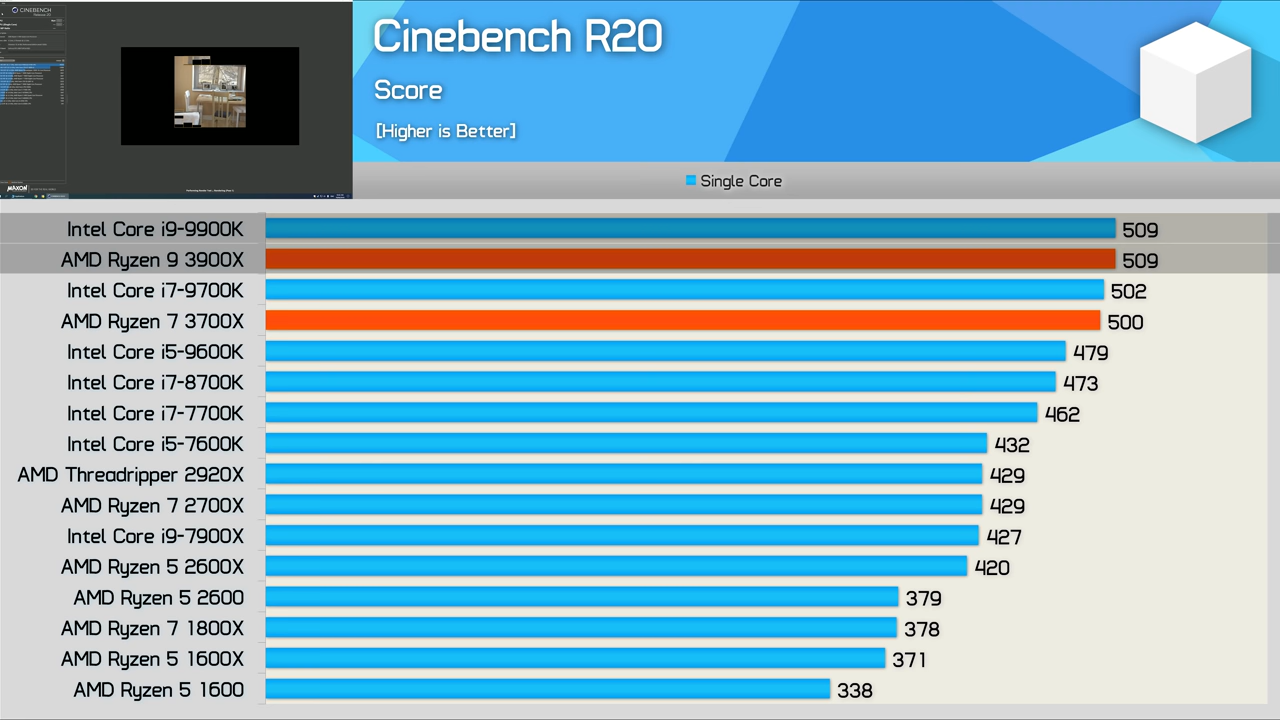 CINEBENCH
MAXON
Cinebench R20
Score
[Higher is Better]
Single Core
Intel Core i9-9900K 509
AMD Ryzen 9 3900X 509
Intel Core i7-9700K 502
AMD Ryzen 7 3700X 500
Intel Core i5-9600K 479
Intel Core i7-8700K 473
Intel Core i7-7700K 462
Intel Core i5-7600K 432
AMD Threadripper 2920X 429
AMD Ryzen 7 2700X 429
Intel Core i9-7900X 427
AMD Ryzen 5 2600X 420
AMD Ryzen 5 2600 379
AMD Ryzen 7 1800X 378
AMD Ryzen 5 1600X 371
AMD Ryzen 5 1600 338